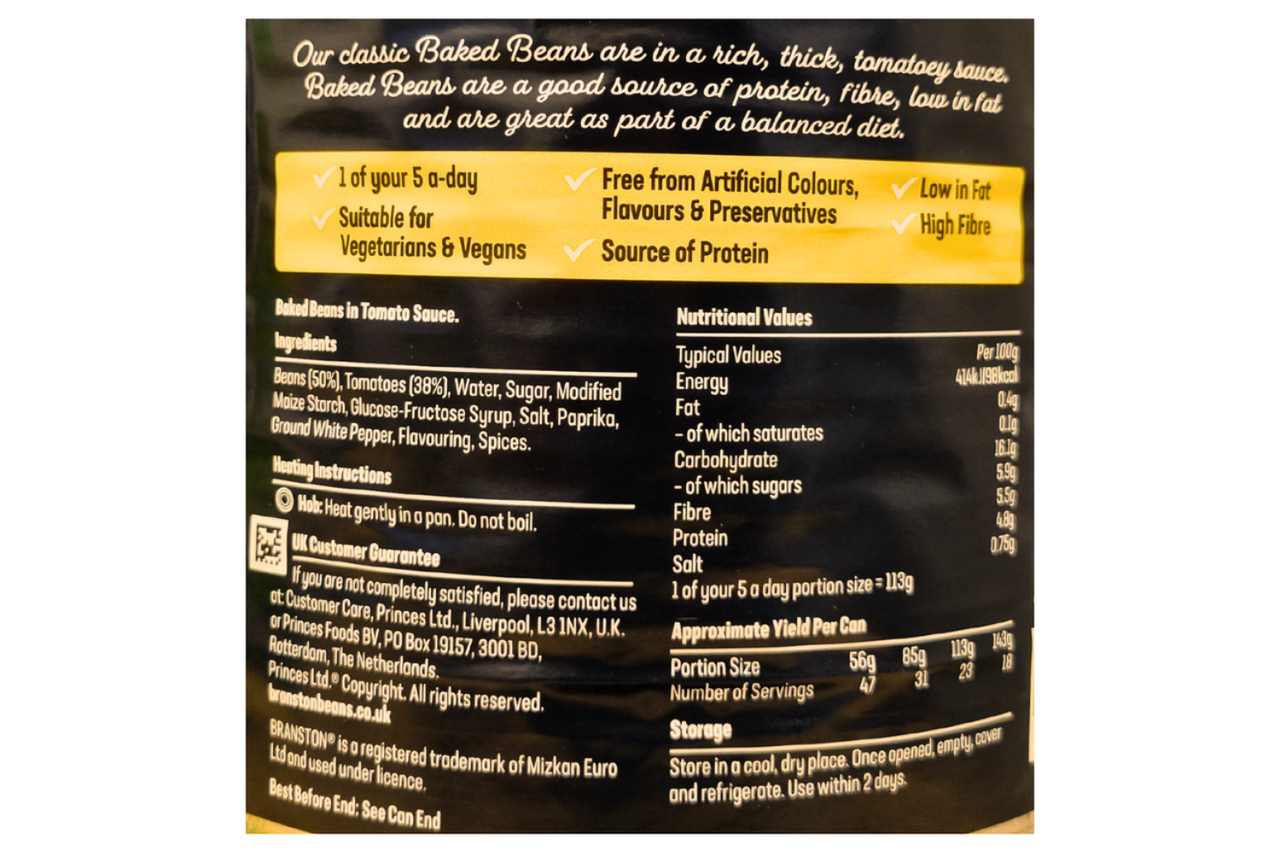 Our classic Baked Beans are in a rich, thick, tomatoey sauce.
Baked Beans are a good source of protein, fibre, low in fat
and are great as part of a balanced diet.
1 of your 5 a-day
Suitable for
Vegetarians & Vegans
Free from Artificial Colours,
Flavours & Preservatives
Source of Protein
Low in Fat
High Fibre
Baked Beans in Tomato Sauce.
Ingredients
Beans (50%), Tomatoes (38%), Water, Sugar, Modified
Maize Starch, Glucose-Fructose Syrup, Salt, Paprika,
Ground White Pepper, Flavouring, Spices.
Heating Instructions
Hob: Heat gently in a pan. Do not boil.
UK Customer Guarantee
If you are not completely satisfied, please contact us
at: Customer Care, Princes Ltd., Liverpool, L3 1NX, U.K.
or Princes Foods BV, PO Box 19157, 3001 BD,
Rotterdam, The Netherlands.
Princes Ltd.® Copyright. All rights reserved.
branstonbeans.co.uk
BRANSTON® is a registered trademark of Mizkan Euro
Ltd and used under licence.
Best Before End: See Can End
Nutritional Values
Typical Values Per 100g
Energy 414kJ/98kcal
Fat 0.4g
- of which saturates 0.1g
Carbohydrate 16.1g
- of which sugars 5.9g
Fibre 5.5g
Protein 4.8g
Salt 0.75g
1 of your 5 a day portion size = 113g
Approximate Yield Per Can
Portion Size 56g 85g 113g 143g
Number of Servings 47 31 23 18
Storage
Store in a cool, dry place. Once opened, empty, cover
and refrigerate. Use within 2 days.